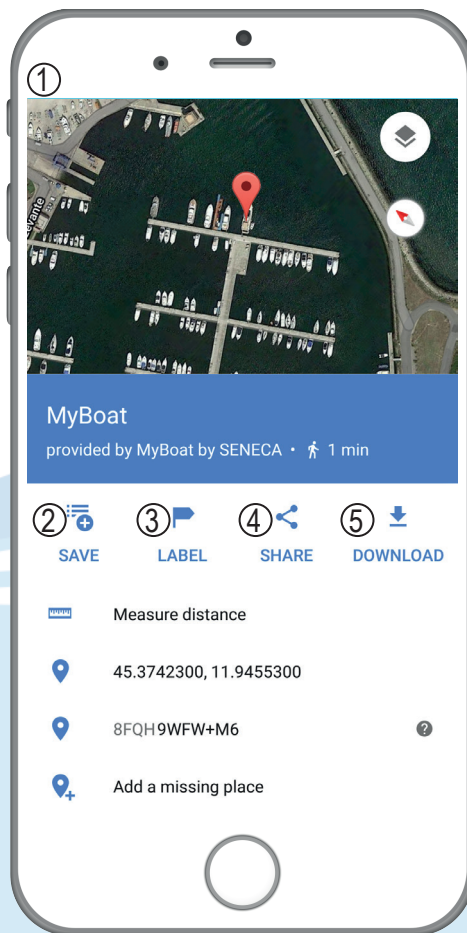 ①
evante
MyBoat
provided by MyBoat by SENECA • 1 min
② ③ ④ ⑤
SAVE LABEL SHARE DOWNLOAD
Measure distance
45.3742300, 11.9455300
8FQH9WFW+M6 ?
Add a missing place